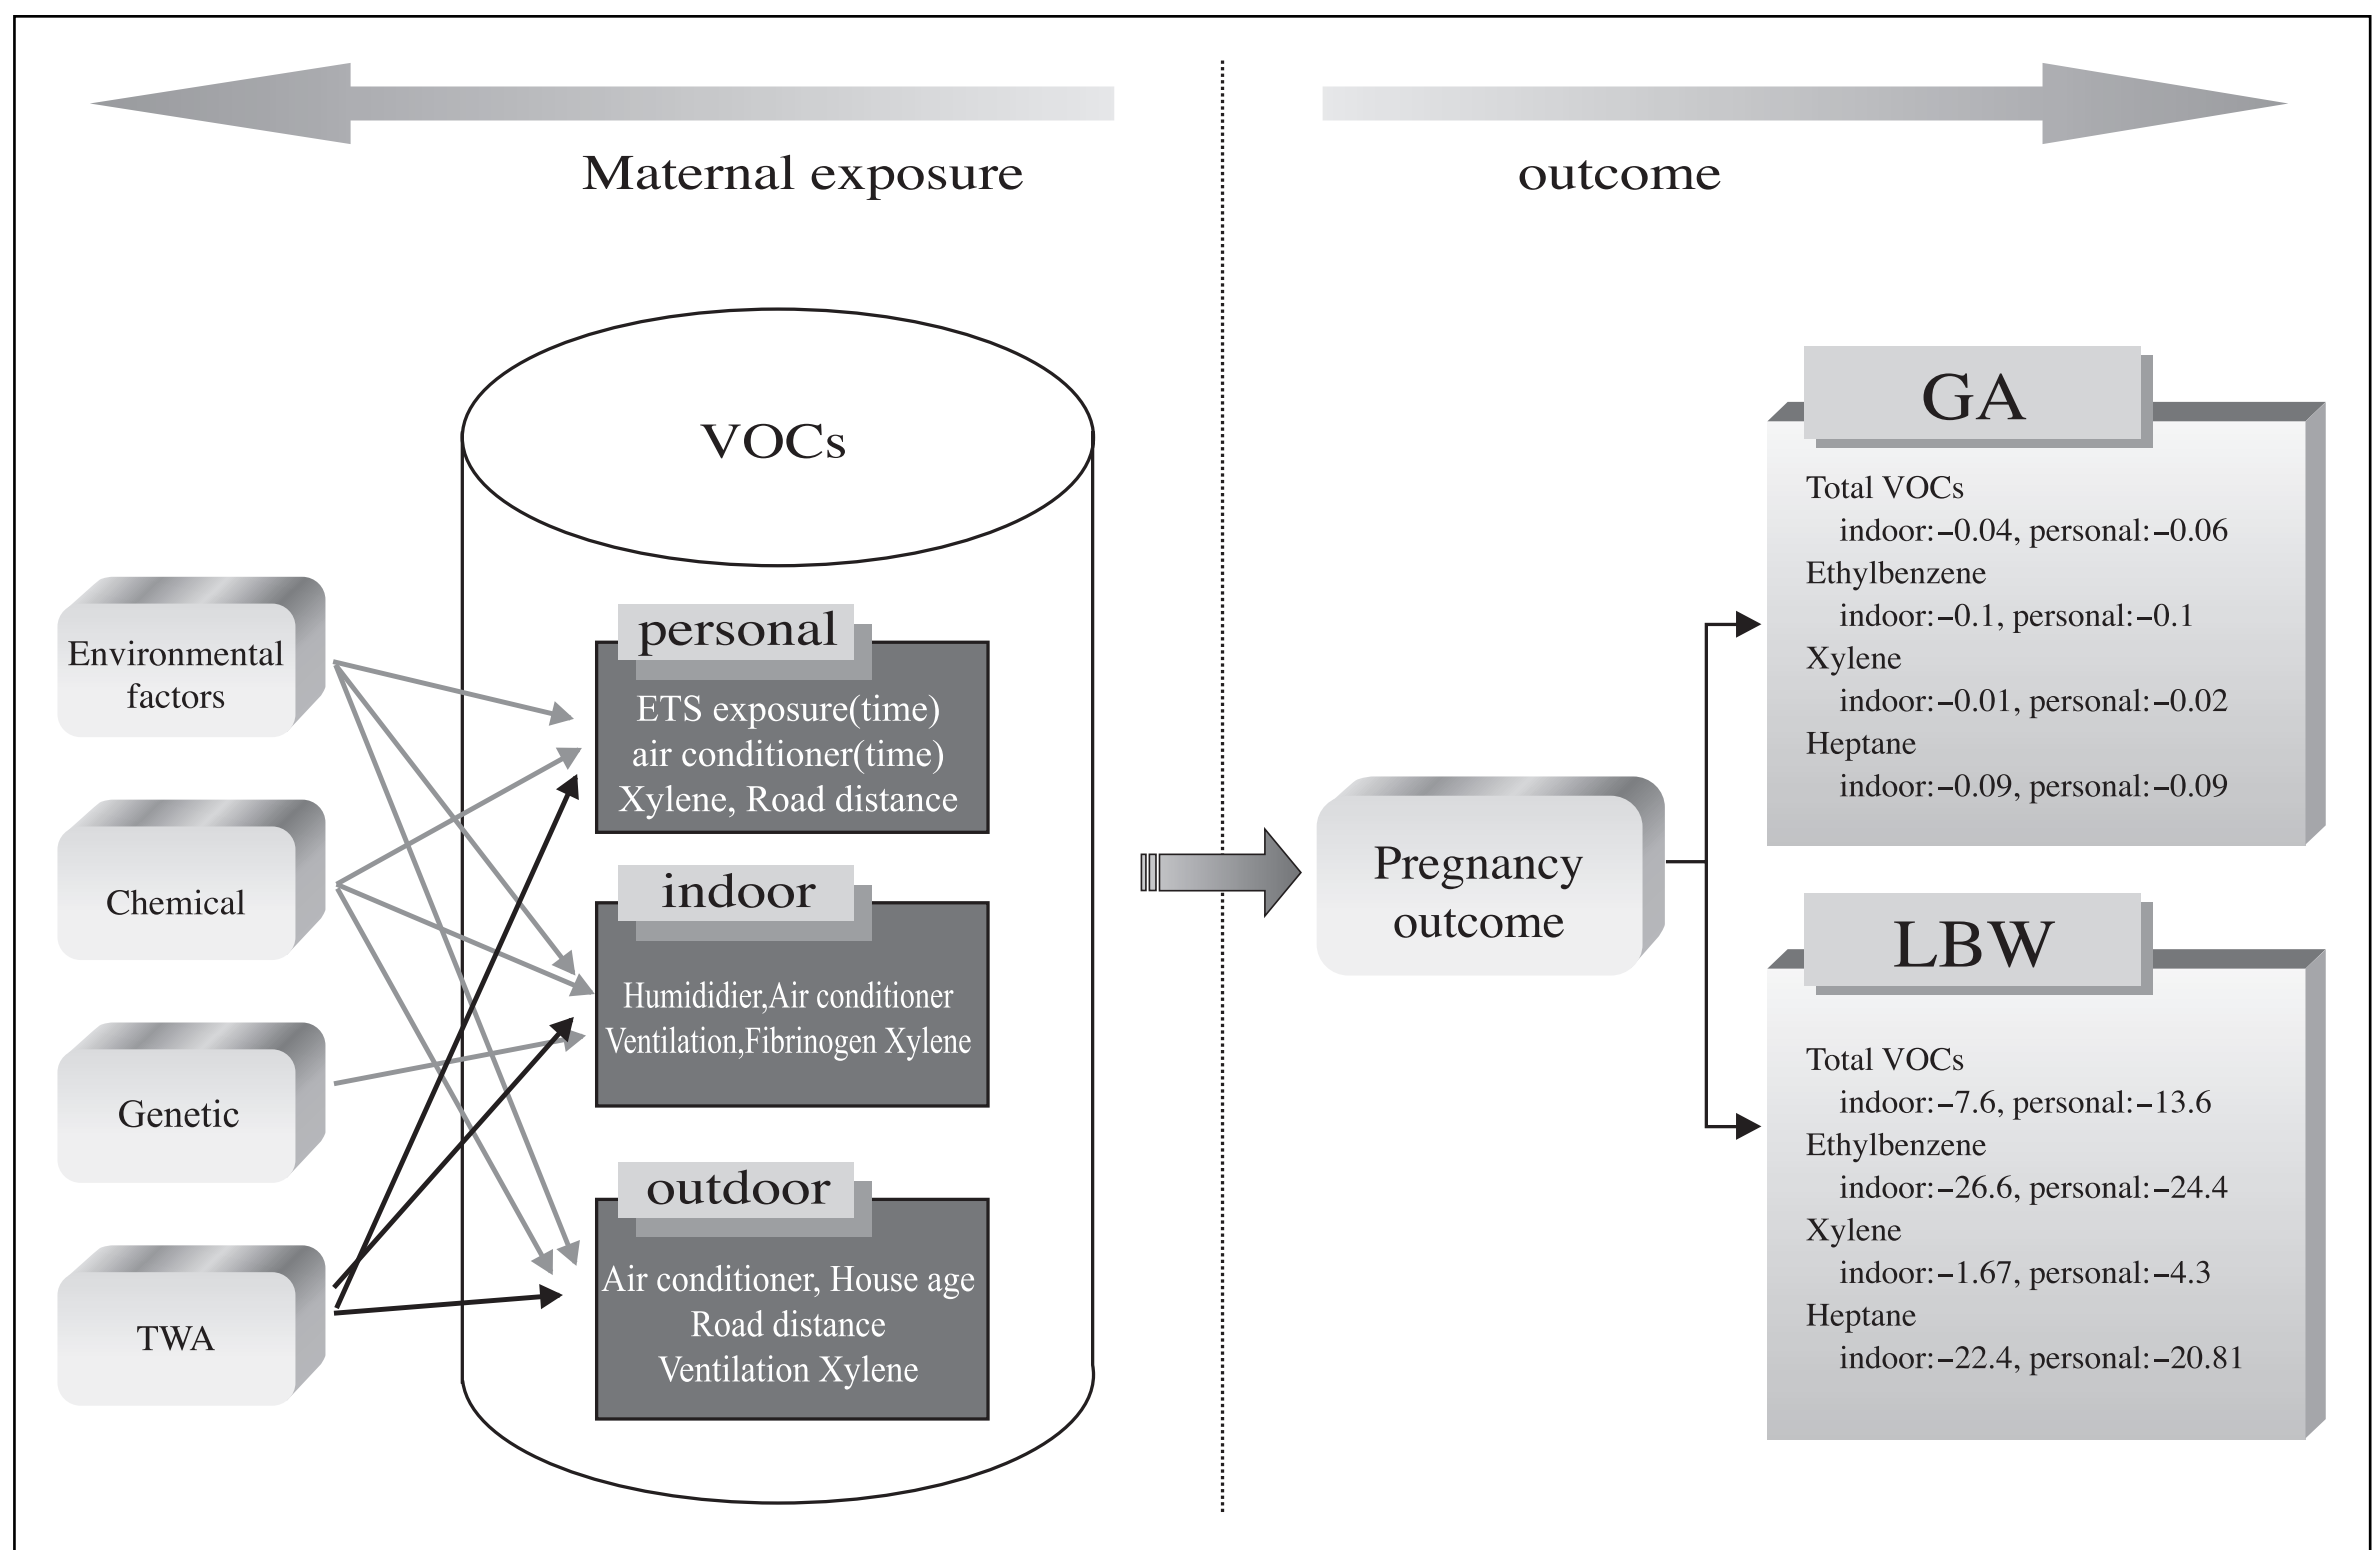 Maternal exposure
outcome
VOCs
Environmental
factors
Chemical
Genetic
TWA
personal
ETS exposure(time)
air conditioner(time)
Xylene, Road distance
indoor
Humididier,Air conditioner
Ventilation,Fibrinogen Xylene
outdoor
Air conditioner, House age
Road distance
Ventilation Xylene
Pregnancy
outcome
GA
Total VOCs
indoor:−0.04, personal:−0.06
Ethylbenzene
indoor:−0.1, personal:−0.1
Xylene
indoor:−0.01, personal:−0.02
Heptane
indoor:−0.09, personal:−0.09
LBW
Total VOCs
indoor:−7.6, personal:−13.6
Ethylbenzene
indoor:−26.6, personal:−24.4
Xylene
indoor:−1.67, personal:−4.3
Heptane
indoor:−22.4, personal:−20.81